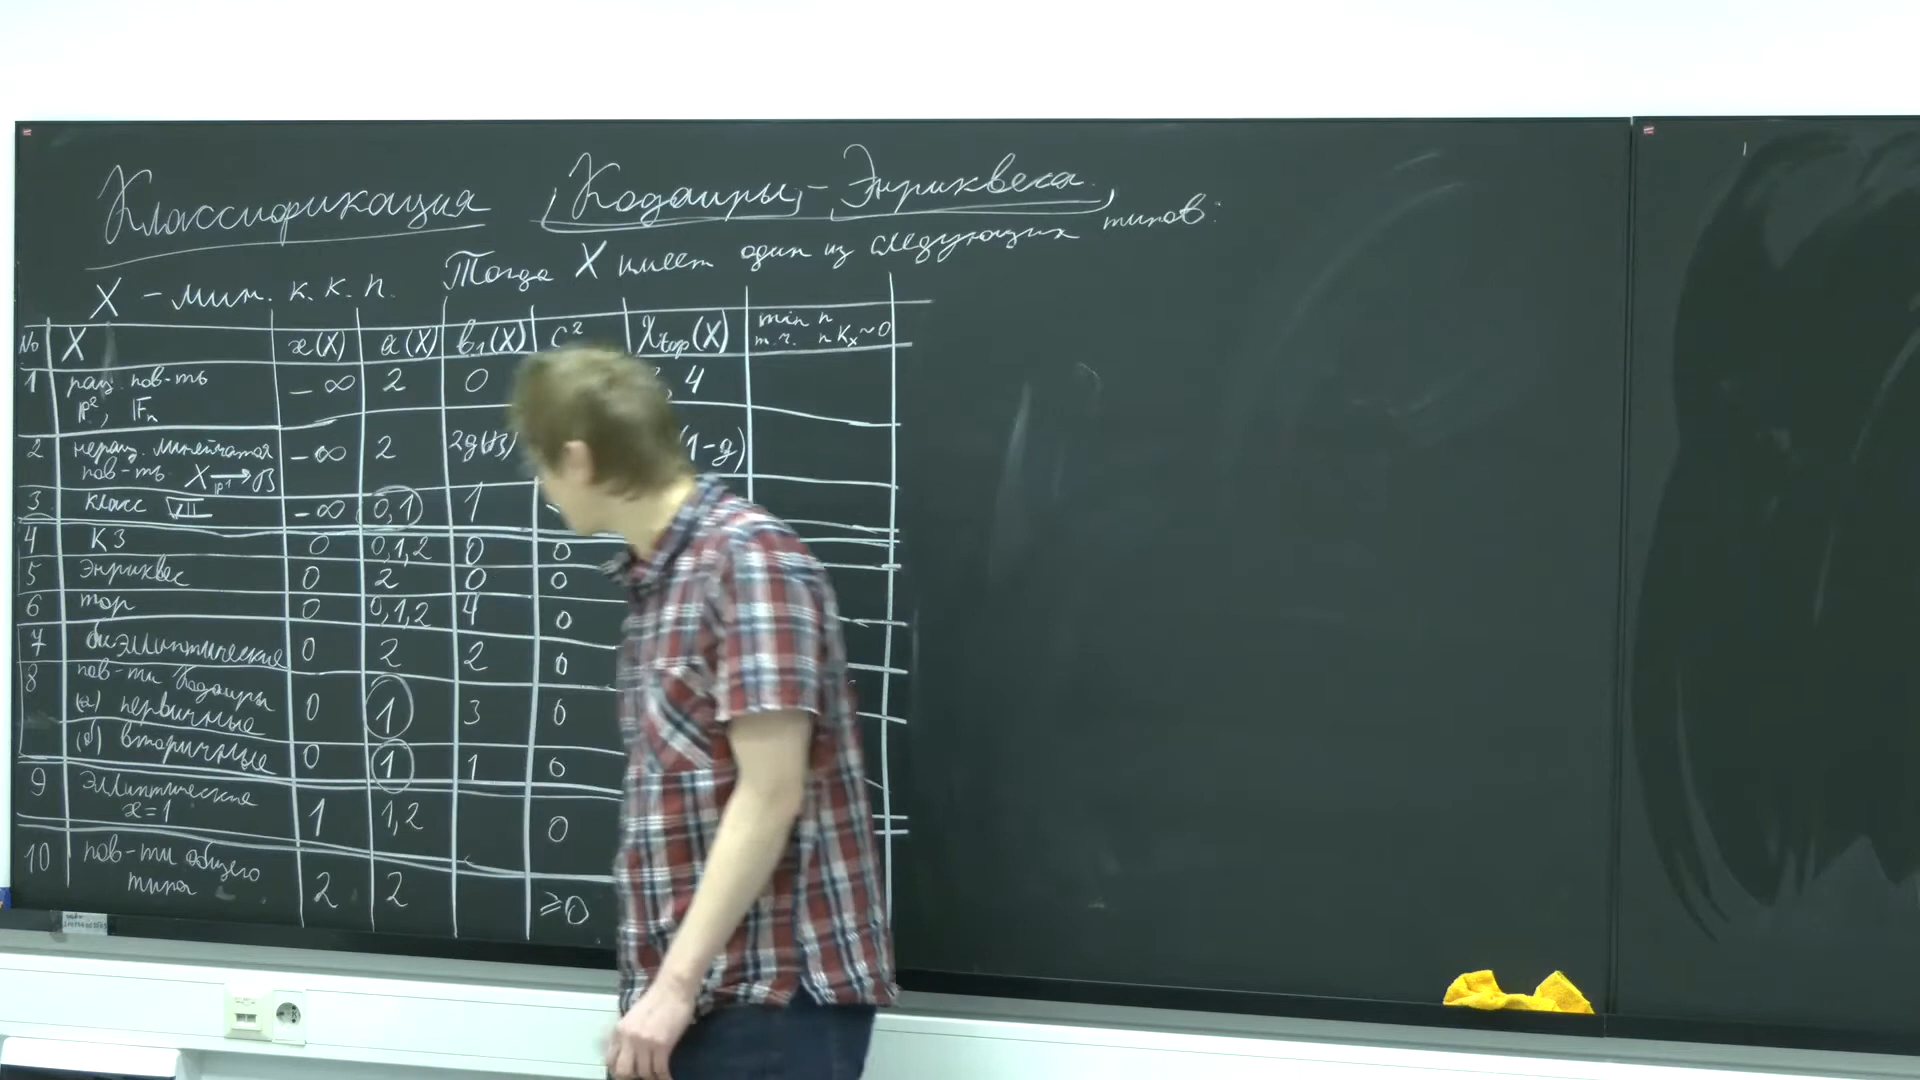 Классификация (Кодаиры)-Энриквеса)
X - мин. к. к. п. Тогда X имеет один из следующих типов:
№ X æ(X) a(X) b₁(X) c² χtop(X) min n т.ч. n Kx ~ 0
1 рац. пов-ть ℙ², 𝔽n -∞ 2 0 , 4
2 нерац. линейчатая пов-ть X →ℙ¹ B -∞ 2 2g(B) (1-g)
3 класс VII -∞ 0,1 1
4 K3 0 0,1,2 0 0
5 Энриквес 0 2 0 0
6 тор 0 0,1,2 4 0
7 биэллиптические 0 2 2 0
8 пов-ти Кодаиры
(а) первичные 0 1 3 0
(б) вторичные 0 1 1 0
9 эллиптические æ=1 1 1,2 0
10 пов-ти общего типа 2 2 ≥0